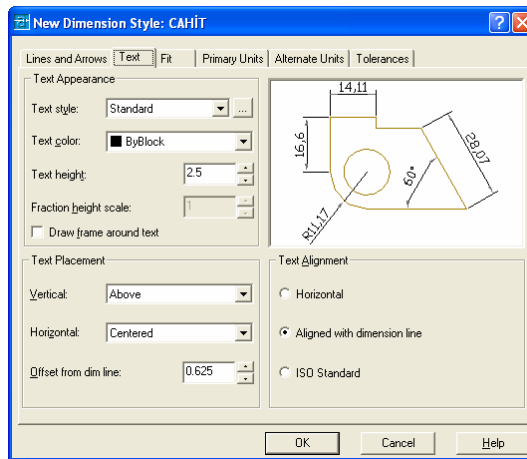 New Dimension Style: CAHİT
Lines and Arrows Text Fit Primary Units Alternate Units Tolerances
Text Appearance
Text style: Standard ...
Text color: ByBlock
Text height: 2.5
Fraction height scale: 1
Draw frame around text
14,11
16,6
28,07
60°
R11,17
Text Placement
Vertical: Above
Horizontal: Centered
Offset from dim line: 0.625
Text Alignment
Horizontal
Aligned with dimension line
ISO Standard
OK Cancel Help